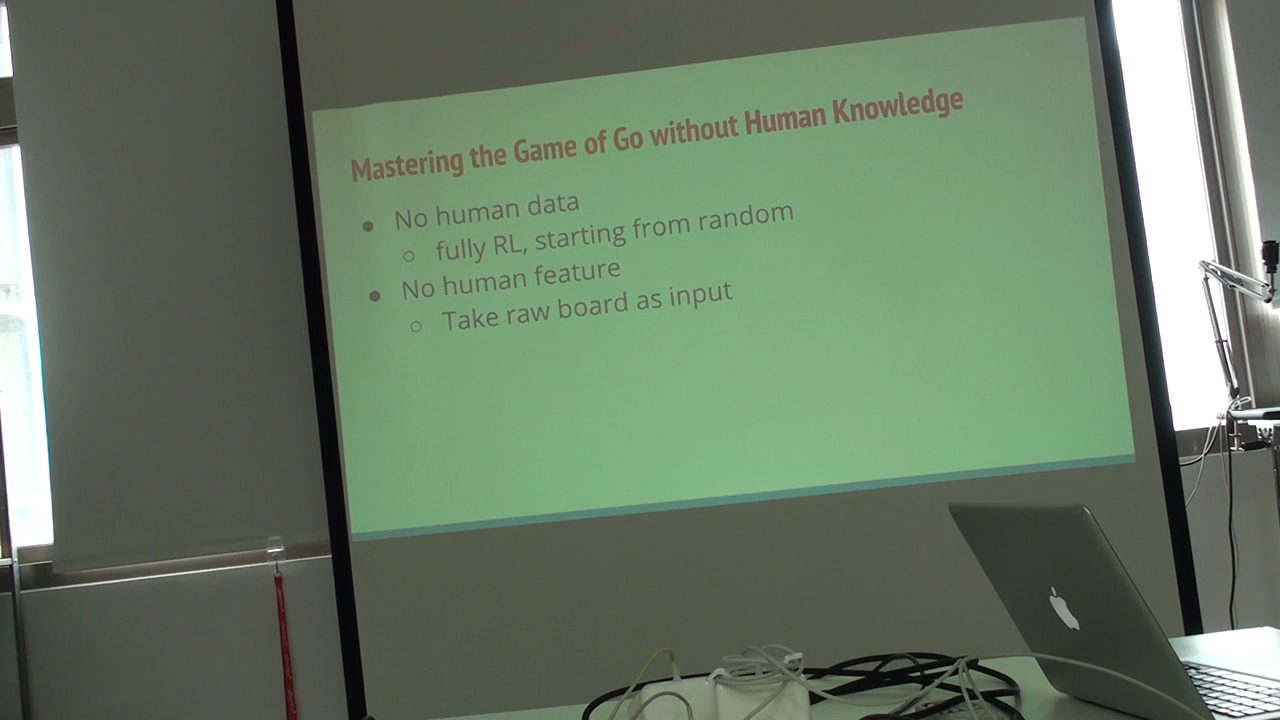 Mastering the Game of Go without Human Knowledge
● No human data
○ fully RL, starting from random
● No human feature
○ Take raw board as input